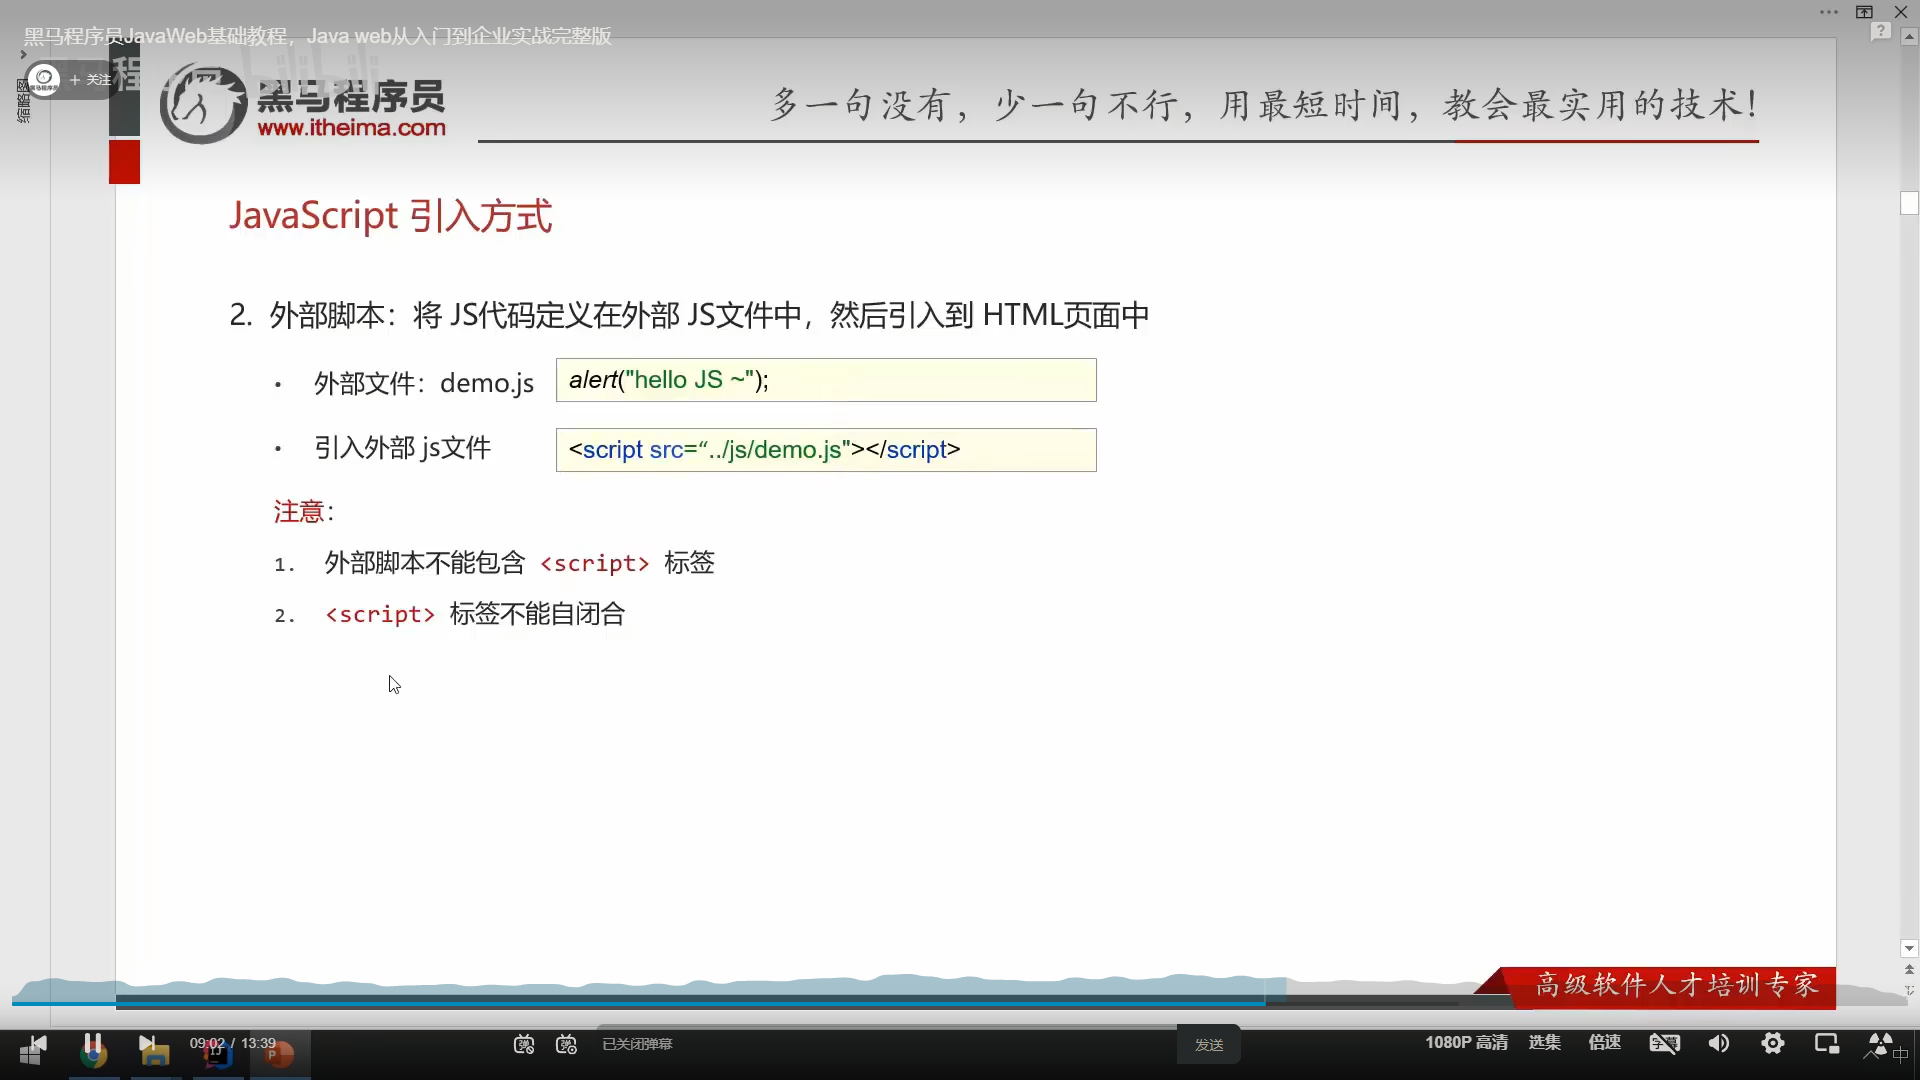 黑马程序员JavaWeb基础教程，Java web从入门到企业实战完整版
+ 关注
缩略图
黑马程序员
www.itheima.com
多一句没有，少一句不行，用最短时间，教会最实用的技术！
JavaScript 引入方式
2. 外部脚本：将 JS代码定义在外部 JS文件中，然后引入到 HTML页面中
• 外部文件：demo.js
alert("hello JS ~");
• 引入外部 js文件
<script src=“../js/demo.js"></script>
注意：
1. 外部脚本不能包含 <script> 标签
2. <script> 标签不能自闭合
高级软件人才培训专家
09:02 / 13:39
已关闭弹幕
发送
1080P 高清
选集
倍速
字幕
中